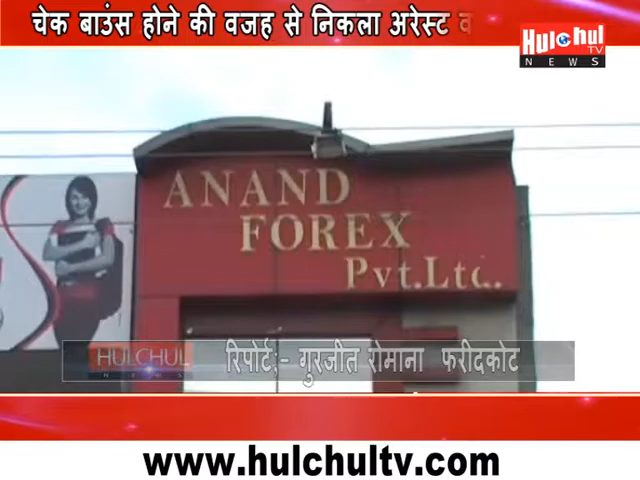 चेक बाउंस होने की वजह से निकला अरेस्ट
Hulchul TV
NEWS
ANAND
FOREX
Pvt.Ltd.
HULCHUL
NEWS
रिपोर्ट:- गुरजीत रोमाना फरीदकोट
www.hulchultv.com